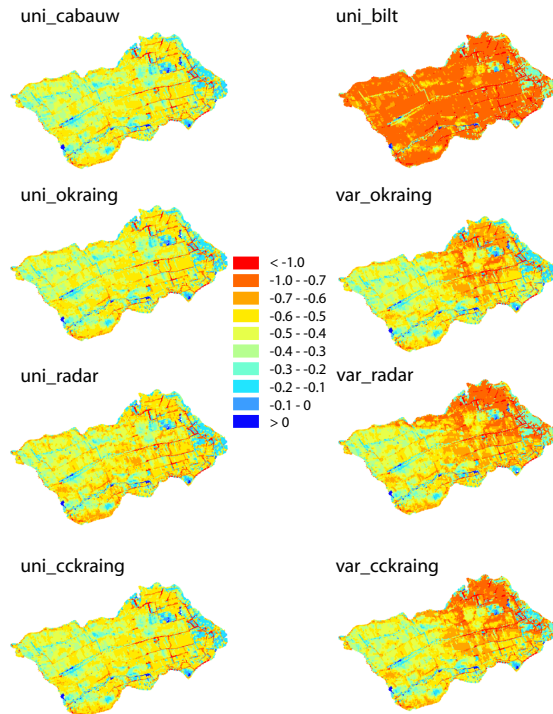 uni_cabauw
uni_bilt
uni_okraing
var_okraing
< -1.0
-1.0 - -0.7
-0.7 - -0.6
-0.6 - -0.5
-0.5 - -0.4
-0.4 - -0.3
-0.3 - -0.2
-0.2 - -0.1
-0.1 - 0
> 0
uni_radar
var_radar
uni_cckraing
var_cckraing